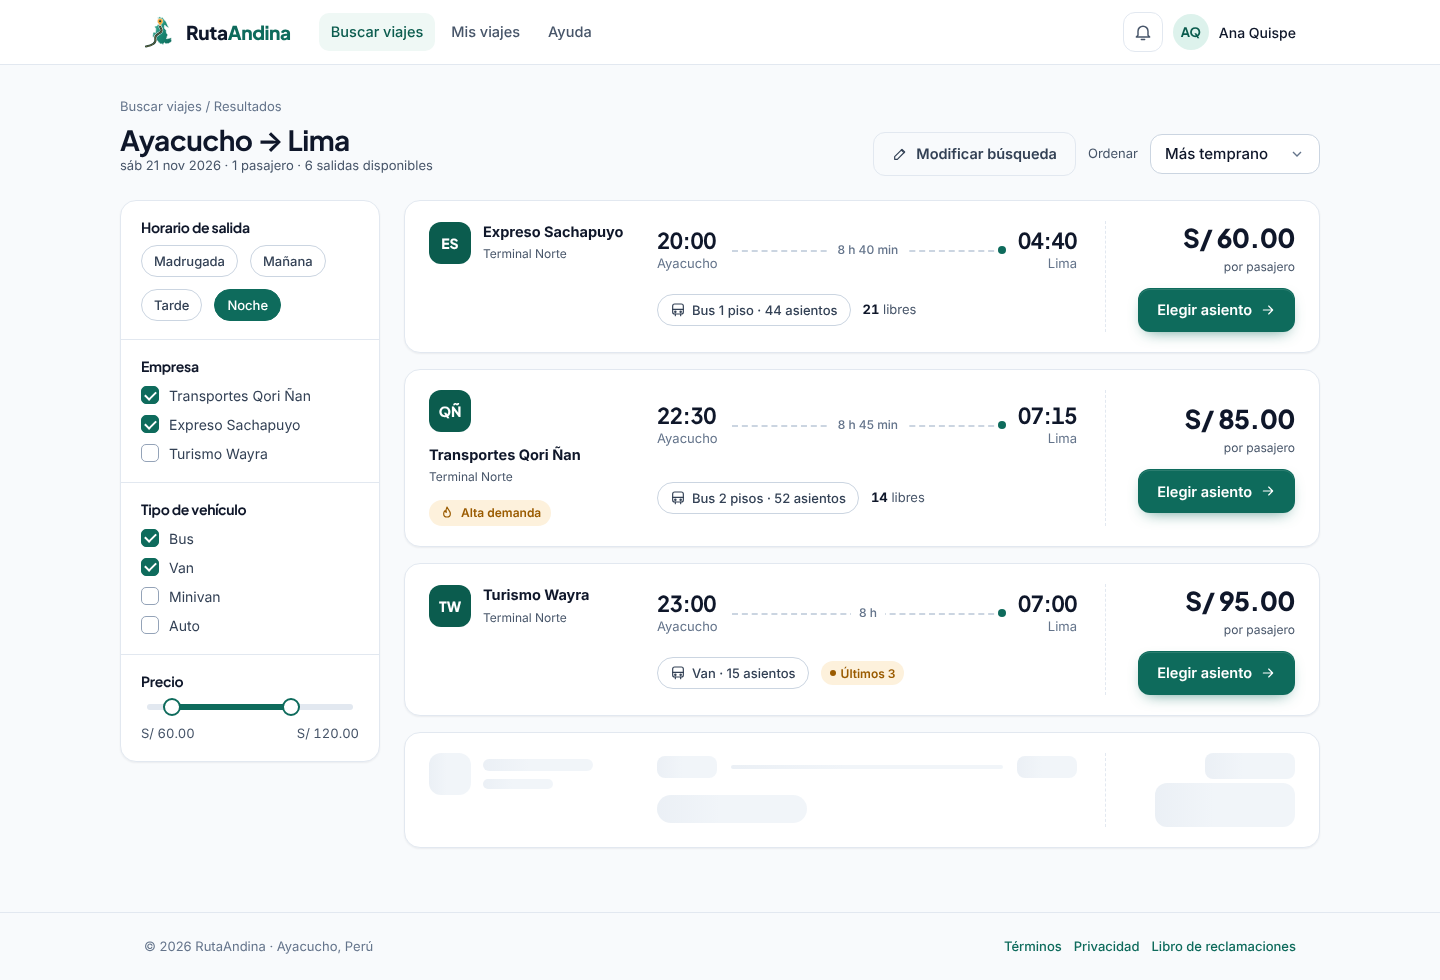 RutaAndina
Buscar viajes
Mis viajes
Ayuda
AQ
Ana Quispe
Buscar viajes / Resultados
Ayacucho → Lima
sáb 21 nov 2026 · 1 pasajero · 6 salidas disponibles
Modificar búsqueda
Ordenar
Más temprano
Horario de salida
Madrugada
Mañana
Tarde
Noche
Empresa
Transportes Qori Ñan
Expreso Sachapuyo
Turismo Wayra
Tipo de vehículo
Bus
Van
Minivan
Auto
Precio
S/ 60.00
S/ 120.00
ES
Expreso Sachapuyo
Terminal Norte
20:00
Ayacucho
8 h 40 min
04:40
Lima
Bus 1 piso · 44 asientos
21 libres
S/ 60.00
por pasajero
Elegir asiento →
QÑ
Transportes Qori Ñan
Terminal Norte
Alta demanda
22:30
Ayacucho
8 h 45 min
07:15
Lima
Bus 2 pisos · 52 asientos
14 libres
S/ 85.00
por pasajero
Elegir asiento →
TW
Turismo Wayra
Terminal Norte
23:00
Ayacucho
8 h
07:00
Lima
Van · 15 asientos
Últimos 3
S/ 95.00
por pasajero
Elegir asiento →
© 2026 RutaAndina · Ayacucho, Perú
Términos
Privacidad
Libro de reclamaciones